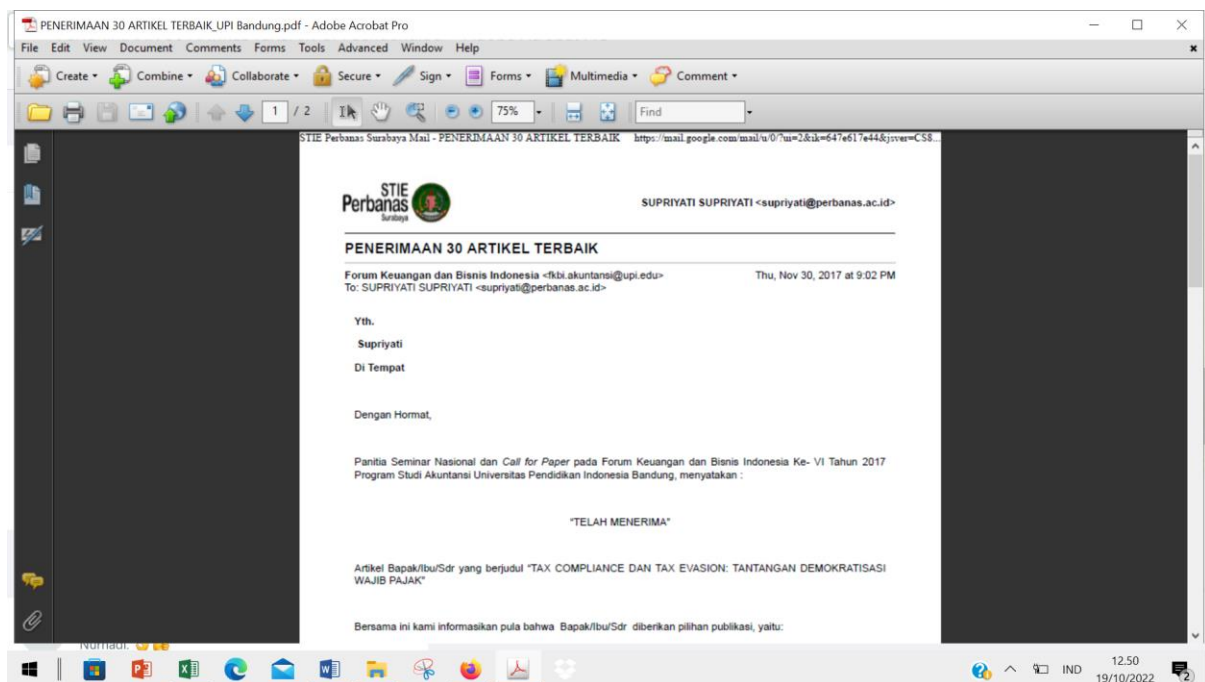 PENERIMAAN 30 ARTIKEL TERBAIK_UPI Bandung.pdf - Adobe Acrobat Pro
File Edit View Document Comments Forms Tools Advanced Window Help
Create Combine Collaborate Secure Sign Forms Multimedia Comment
1 / 2 75% Find
STIE Perbanas Surabaya Mail - PENERIMAAN 30 ARTIKEL TERBAIK https://mail.google.com/mail/u/0/?ui=2&ik=647e617e44&jsver=CS8...
STIE
Perbanas
Surabaya
SUPRIYATI SUPRIYATI <supriyati@perbanas.ac.id>
PENERIMAAN 30 ARTIKEL TERBAIK
Forum Keuangan dan Bisnis Indonesia <fkbi.akuntansi@upi.edu> Thu, Nov 30, 2017 at 9:02 PM
To: SUPRIYATI SUPRIYATI <supriyati@perbanas.ac.id>
Yth.
Supriyati
Di Tempat
Dengan Hormat,
Panitia Seminar Nasional dan Call for Paper pada Forum Keuangan dan Bisnis Indonesia Ke- VI Tahun 2017
Program Studi Akuntansi Universitas Pendidikan Indonesia Bandung, menyatakan :
"TELAH MENERIMA"
Artikel Bapak/Ibu/Sdr yang berjudul "TAX COMPLIANCE DAN TAX EVASION: TANTANGAN DEMOKRATISASI
WAJIB PAJAK"
Bersama ini kami informasikan pula bahwa Bapak/Ibu/Sdr diberikan pilihan publikasi, yaitu:
IND
12.50
19/10/2022
2